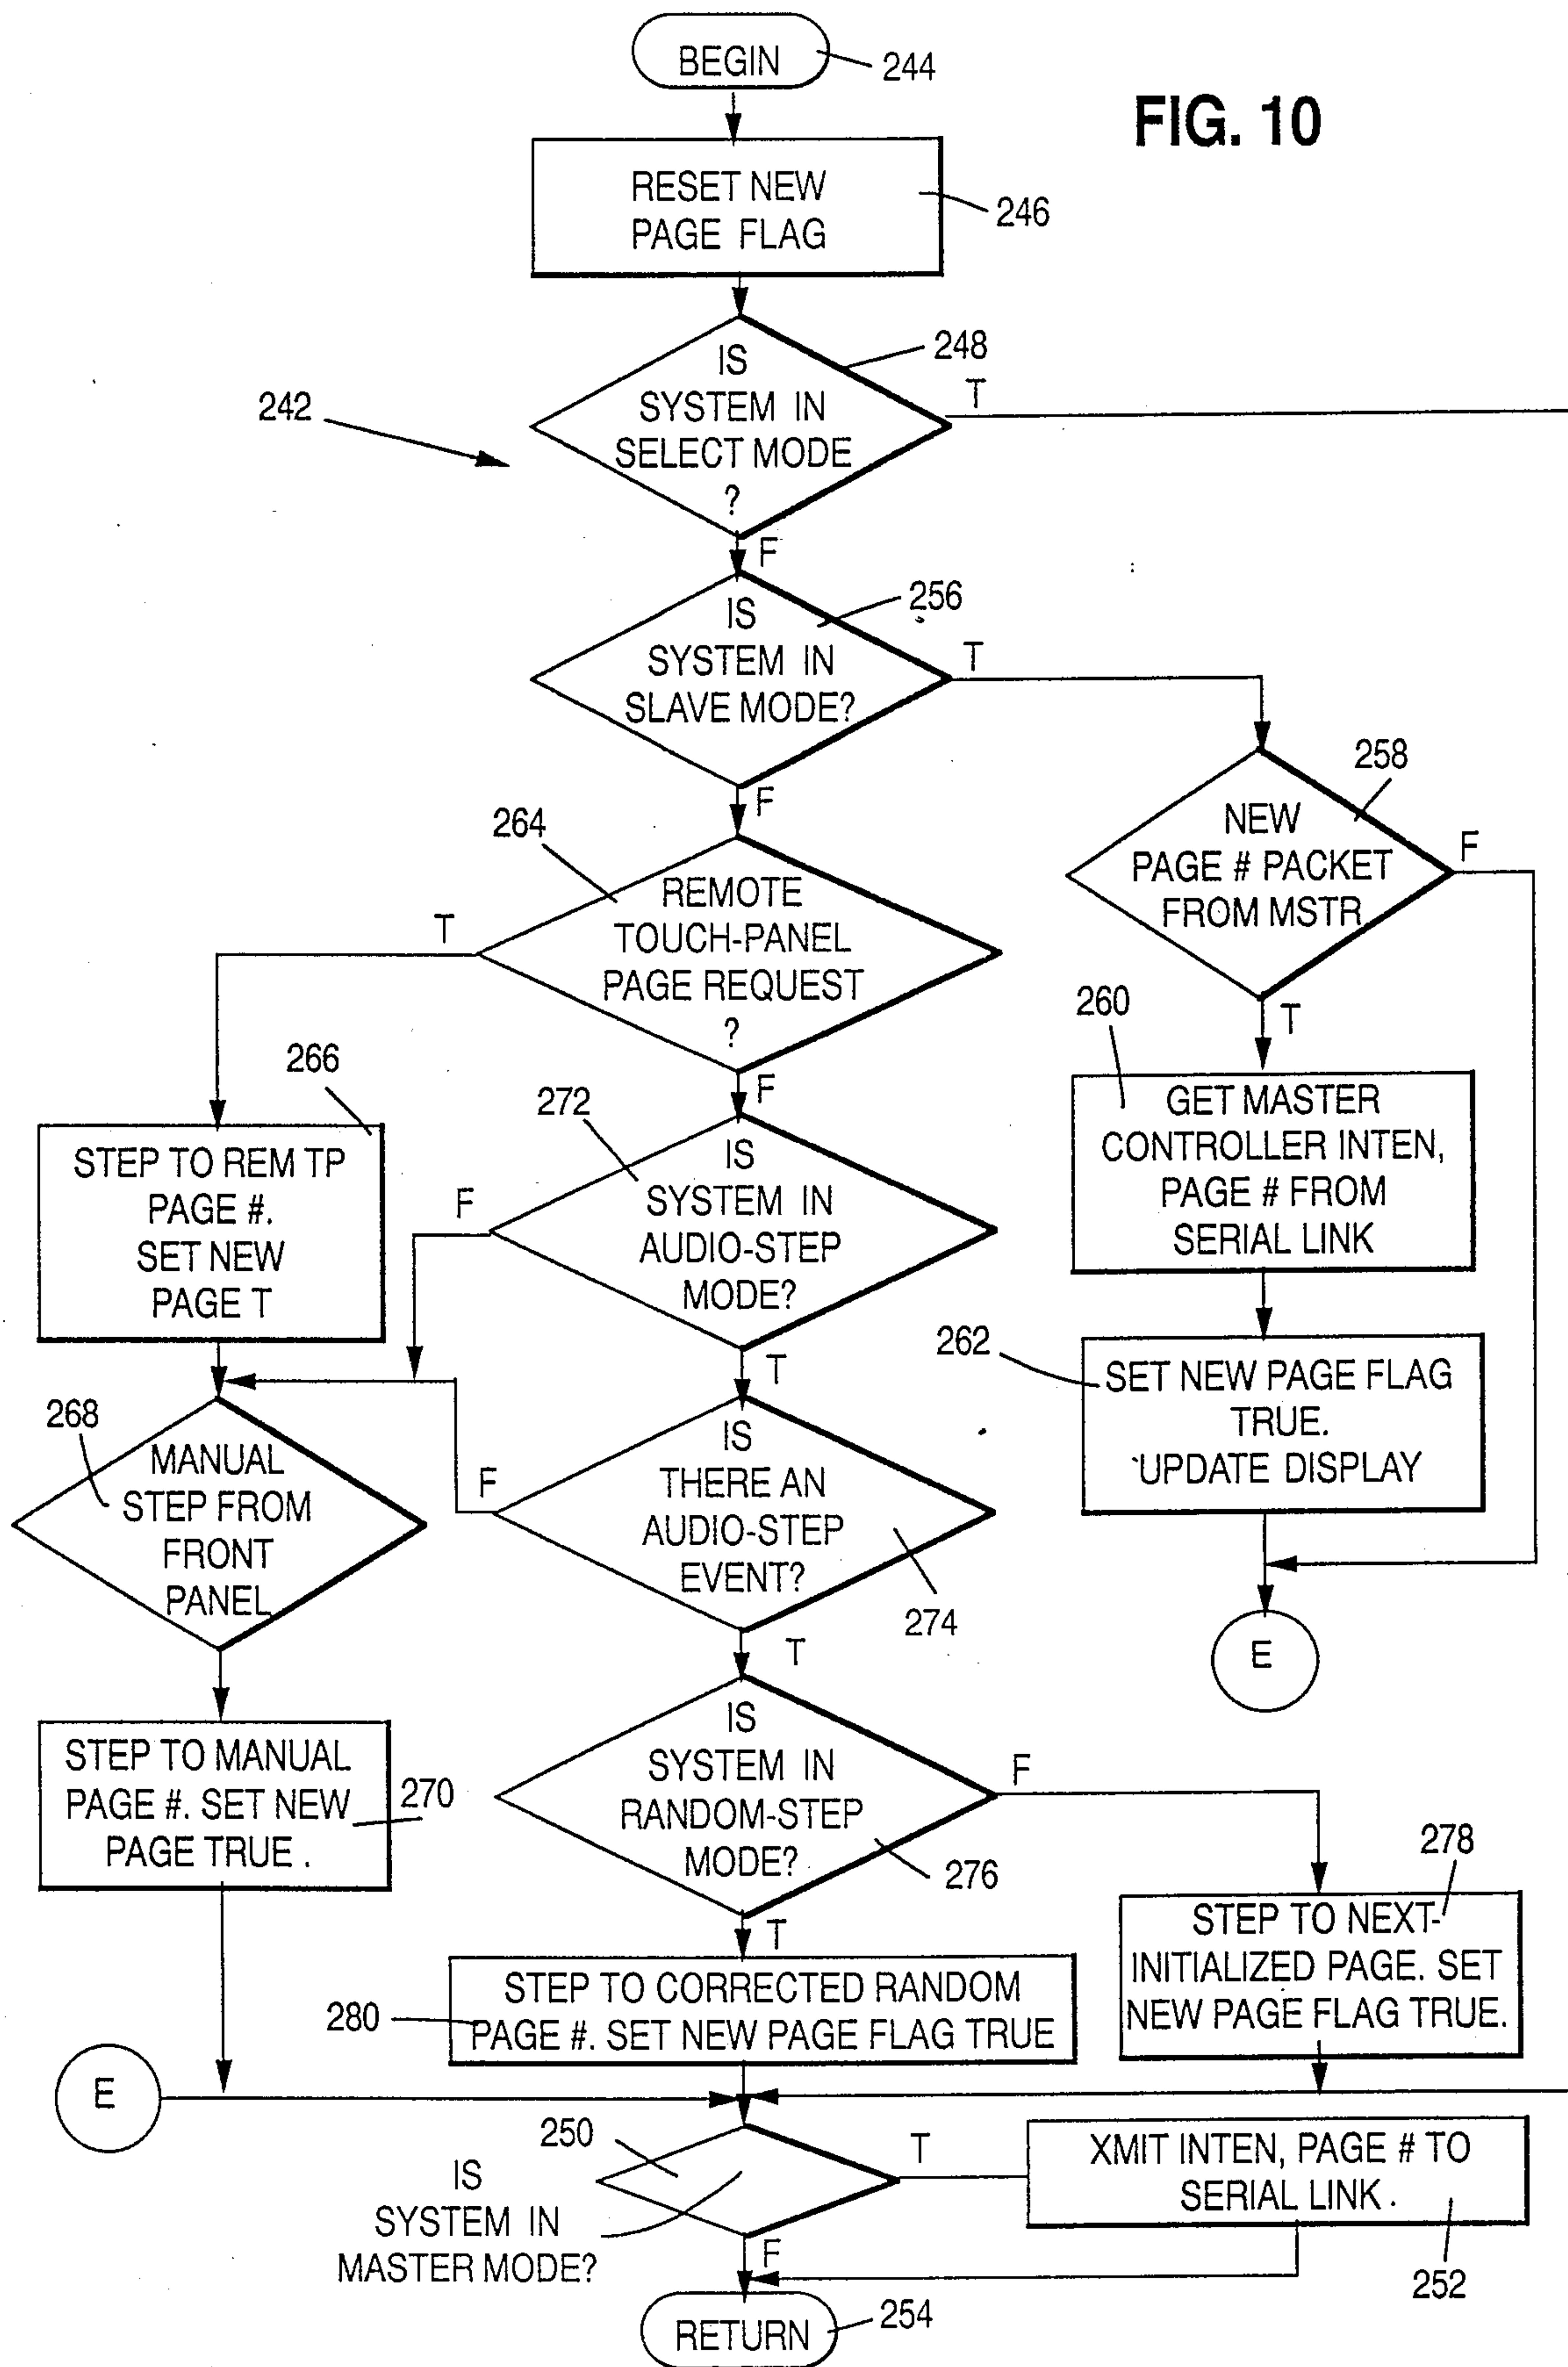 BEGIN
244
FIG. 10
RESET NEW
PAGE FLAG
246
IS
SYSTEM IN
SELECT MODE
?
248
T
242
F
IS
SYSTEM IN
SLAVE MODE?
256
T
F
258
NEW
PAGE # PACKET
FROM MSTR
F
T
264
REMOTE
TOUCH-PANEL
PAGE REQUEST
?
T
F
260
GET MASTER
CONTROLLER INTEN,
PAGE # FROM
SERIAL LINK
266
STEP TO REM TP
PAGE #.
SET NEW
PAGE T
272
IS
SYSTEM IN
AUDIO-STEP
MODE?
F
T
262
SET NEW PAGE FLAG
TRUE.
UPDATE DISPLAY
268
MANUAL
STEP FROM
FRONT
PANEL
IS
THERE AN
AUDIO-STEP
EVENT?
F
274
T
E
STEP TO MANUAL
PAGE #. SET NEW
PAGE TRUE.
270
IS
SYSTEM IN
RANDOM-STEP
MODE?
F
276
T
278
STEP TO NEXT-
INITIALIZED PAGE. SET
NEW PAGE FLAG TRUE.
280
STEP TO CORRECTED RANDOM
PAGE #. SET NEW PAGE FLAG TRUE
E
250
IS
SYSTEM IN
MASTER MODE?
T
F
XMIT INTEN, PAGE # TO
SERIAL LINK.
252
RETURN
254